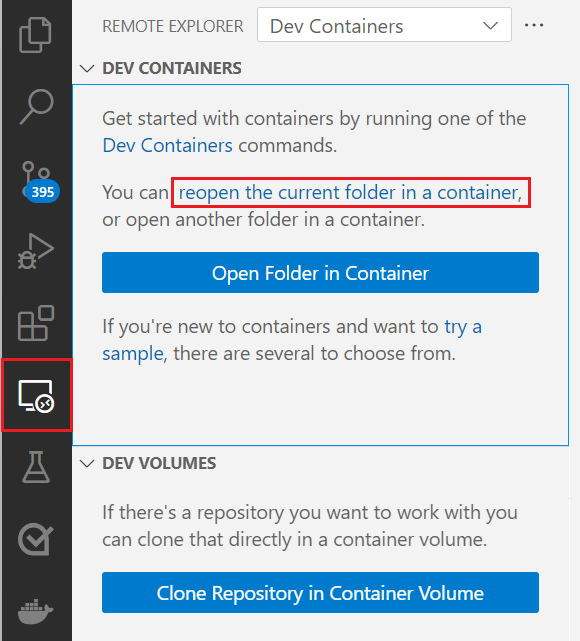 REMOTE EXPLORER
Dev Containers
DEV CONTAINERS
Get started with containers by running one of the
Dev Containers commands.
You can reopen the current folder in a container,
or open another folder in a container.
Open Folder in Container
If you're new to containers and want to try a
sample, there are several to choose from.
395
DEV VOLUMES
If there's a repository you want to work with you
can clone that directly in a container volume.
Clone Repository in Container Volume